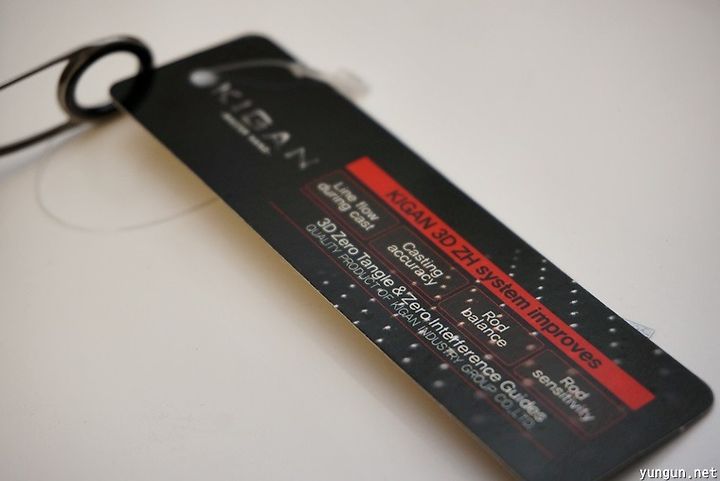 KIGAN
KIGAN 3D ZH system improves
Line flow
during cast
Casting
accuracy
Rod
balance
Rod
sensitivity
3D Zero Tangle & Zero Interference Guides
QUALITY PRODUCT OF KIGAN INDUSTRY GROUP CO.LTD
yungun.net